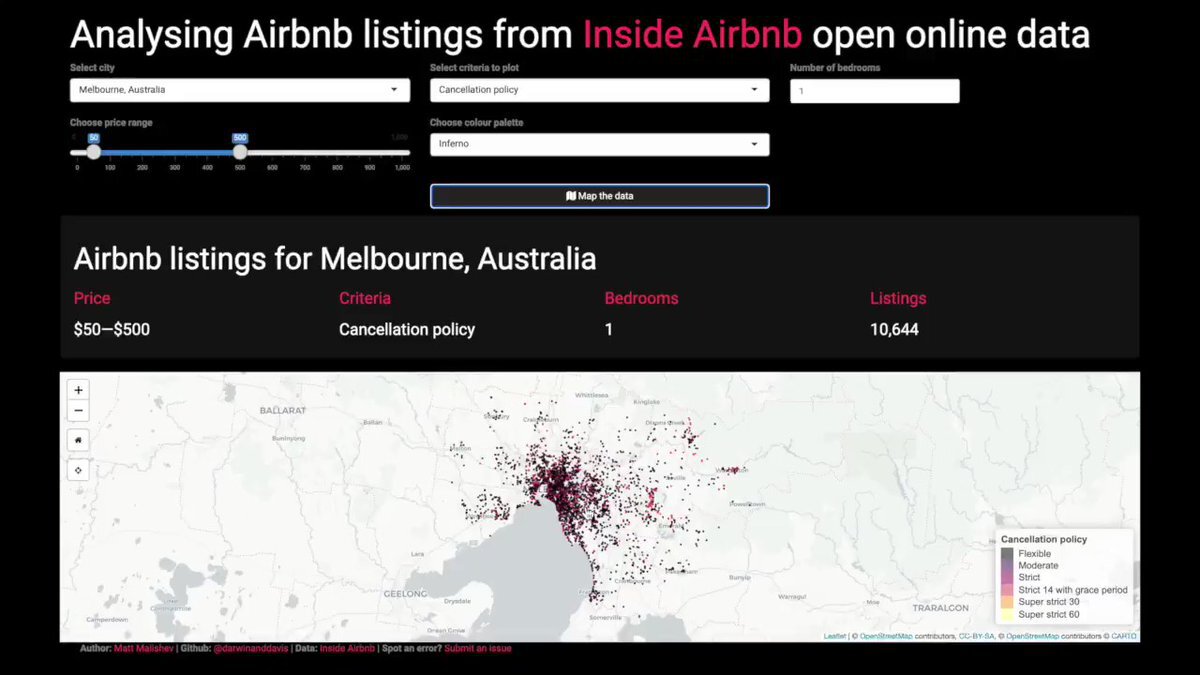 Analysing Airbnb listings from Inside Airbnb open online data
Select city
Select criteria to plot
Number of bedrooms
Melbourne, Australia
Cancellation policy
1
Choose price range
Choose colour palette
0 50 500 1,000
Inferno
0 100 200 300 400 500 600 700 800 900 1,000
Map the data
Airbnb listings for Melbourne, Australia
Price Criteria Bedrooms Listings
$50—$500 Cancellation policy 1 10,644
+
−
Whittlesea
Kinglake
BALLARAT
Ballan
Buninyong
Powelltown
Lara
GEELONG
Drysdale
Ocean Grove
Camperdown
Somerville
Bunyip
Warragul
Moe
TRARALGON
Cancellation policy
Flexible
Moderate
Strict
Strict 14 with grace period
Super strict 30
Super strict 60
Leaflet | © OpenStreetMap contributors, CC-BY-SA, © OpenStreetMap contributors © CARTO
Author: Matt Malishev | Github: @darwinanddavis | Data: Inside Airbnb | Spot an error? Submit an issue